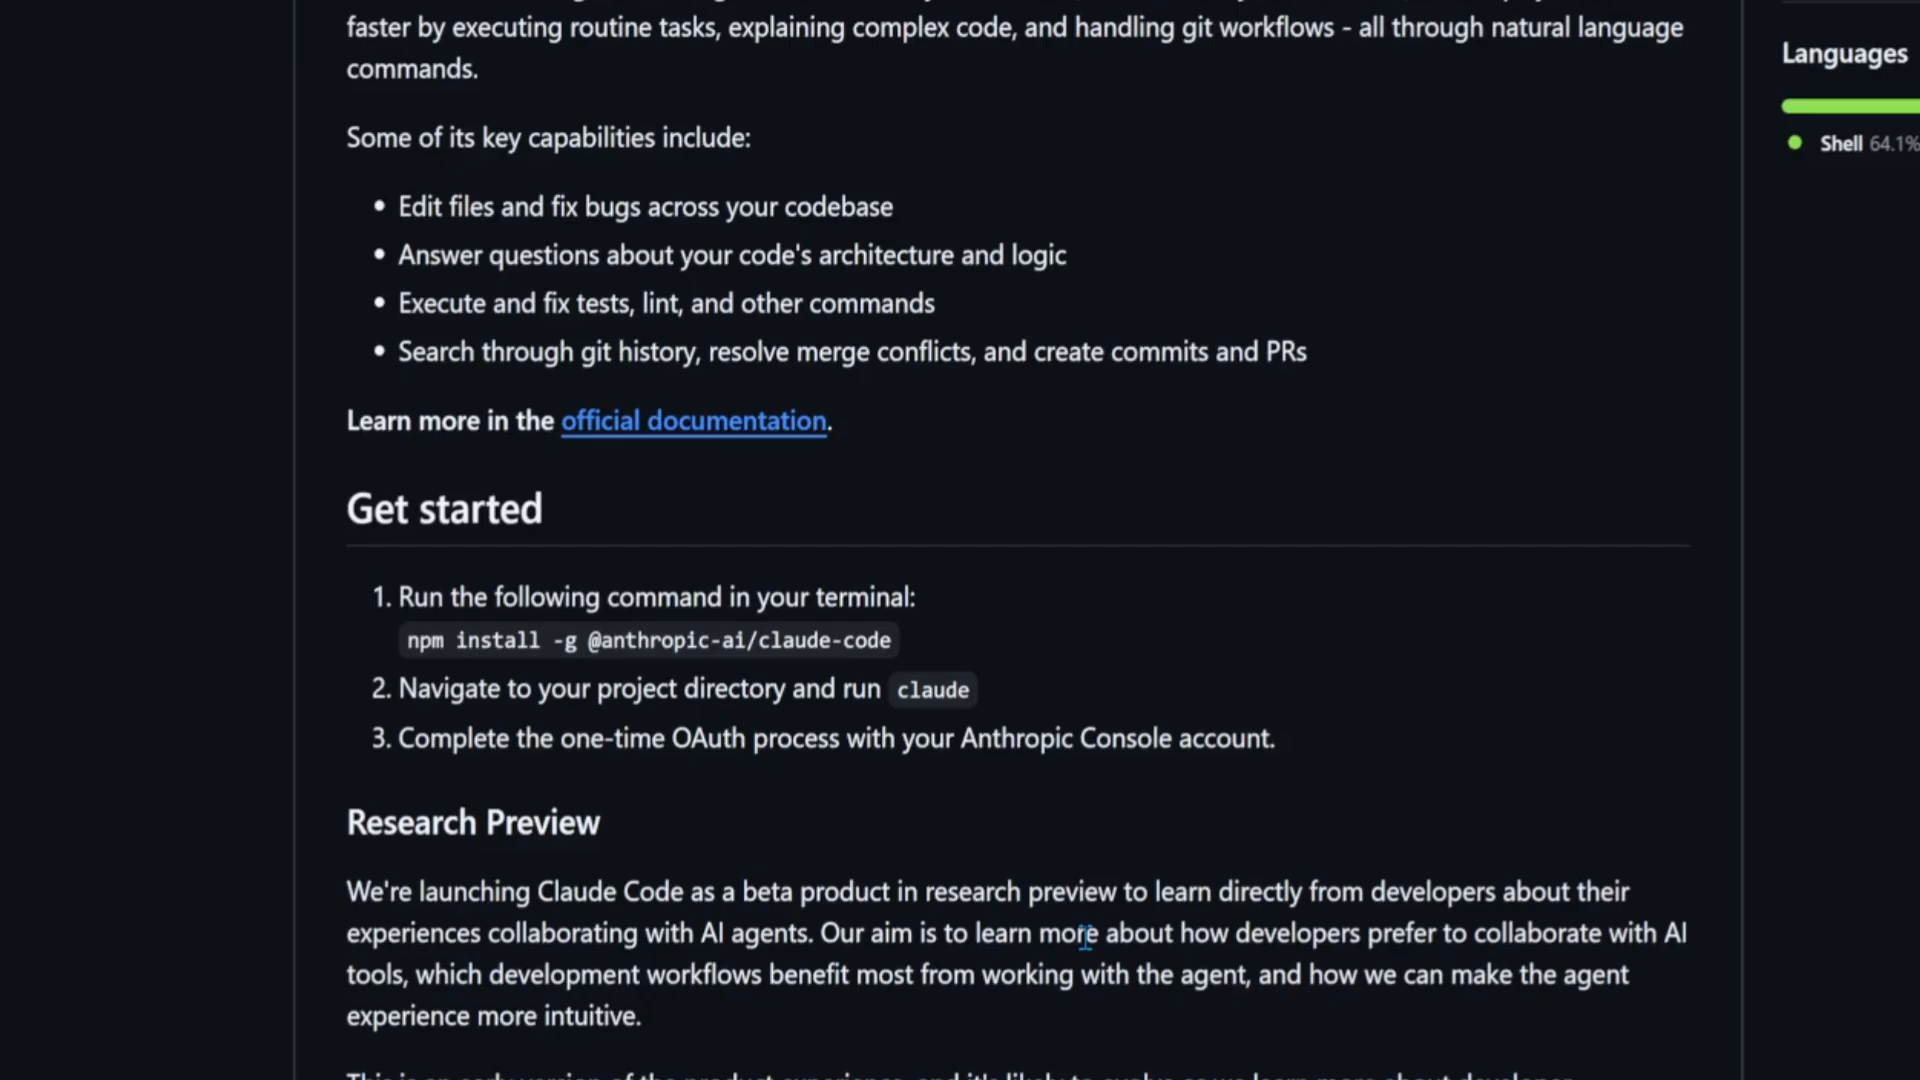 faster by executing routine tasks, explaining complex code, and handling git workflows - all through natural language
commands.
Some of its key capabilities include:
• Edit files and fix bugs across your codebase
• Answer questions about your code's architecture and logic
• Execute and fix tests, lint, and other commands
• Search through git history, resolve merge conflicts, and create commits and PRs
Learn more in the official documentation.
Get started
1. Run the following command in your terminal:
npm install -g @anthropic-ai/claude-code
2. Navigate to your project directory and run claude
3. Complete the one-time OAuth process with your Anthropic Console account.
Research Preview
We're launching Claude Code as a beta product in research preview to learn directly from developers about their
experiences collaborating with AI agents. Our aim is to learn more about how developers prefer to collaborate with AI
tools, which development workflows benefit most from working with the agent, and how we can make the agent
experience more intuitive.
Languages
Shell 64.1%